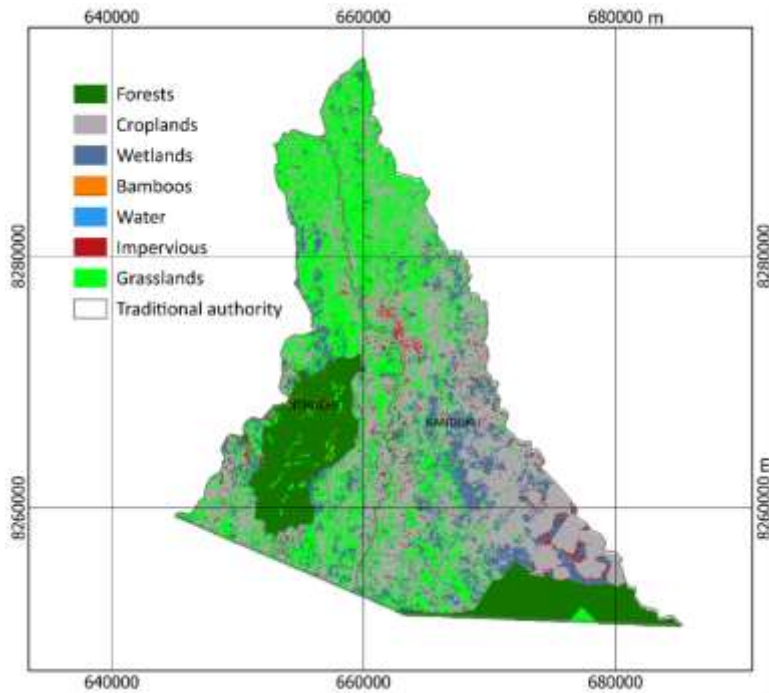 640000
660000
680000 m
Forests
Croplands
Wetlands
Bamboos
Water
Impervious
Grasslands
Traditional authority
8280000
8280000
8260000
8260000 m
640000
660000
680000